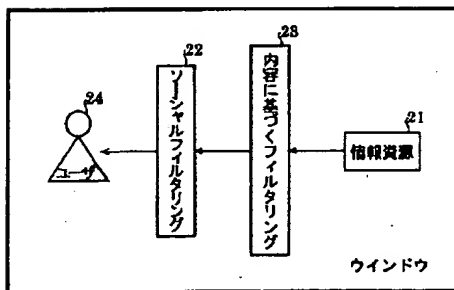 23
22
24
21
内容に基づくフィルタリング
ソーシャルフィルタリング
情報資源
ユーザ
ウインドウ